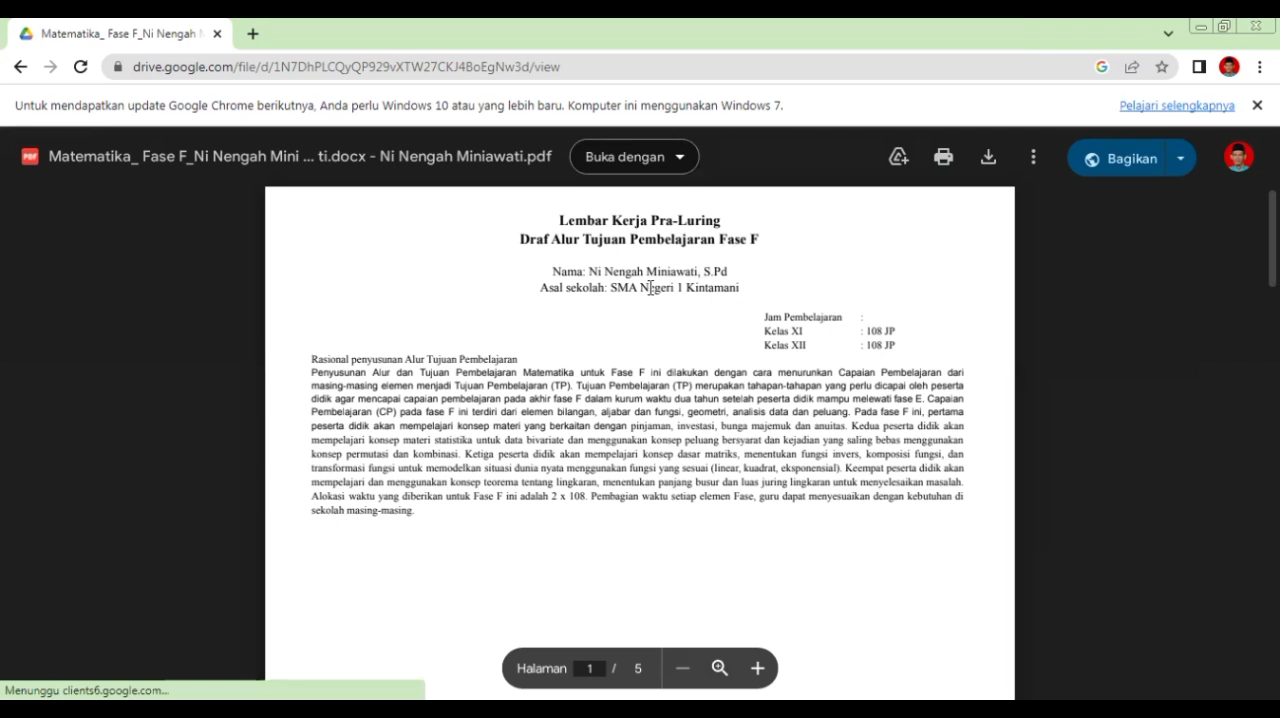 Matematika_ Fase F_Ni Nengah
drive.google.com/file/d/1N7DhPLCQyQP929vXTW27CKJ4BoEgNw3d/view
Untuk mendapatkan update Google Chrome berikutnya, Anda perlu Windows 10 atau yang lebih baru. Komputer ini menggunakan Windows 7.
Pelajari selengkapnya
PDF
Matematika_ Fase F_Ni Nengah Mini ... ti.docx - Ni Nengah Miniawati.pdf
Buka dengan
Bagikan
Lembar Kerja Pra-Luring
Draf Alur Tujuan Pembelajaran Fase F
Nama: Ni Nengah Miniawati, S.Pd
Asal sekolah: SMA Negeri 1 Kintamani
Jam Pembelajaran :
Kelas XI : 108 JP
Kelas XII : 108 JP
Rasional penyusunan Alur Tujuan Pembelajaran
Penyusunan Alur dan Tujuan Pembelajaran Matematika untuk Fase F ini dilakukan dengan cara menurunkan Capaian Pembelajaran dari
masing-masing elemen menjadi Tujuan Pembelajaran (TP). Tujuan Pembelajaran (TP) merupakan tahapan-tahapan yang perlu dicapai oleh peserta
didik agar mencapai capaian pembelajaran pada akhir fase F dalam kurum waktu dua tahun setelah peserta didik mampu melewati fase E. Capaian
Pembelajaran (CP) pada fase F ini terdiri dari elemen bilangan, aljabar dan fungsi, geometri, analisis data dan peluang. Pada fase F ini, pertama
peserta didik akan mempelajari konsep materi yang berkaitan dengan pinjaman, investasi, bunga majemuk dan anuitas. Kedua peserta didik akan
mempelajari konsep materi statistika untuk data bivariate dan menggunakan konsep peluang bersyarat dan kejadian yang saling bebas menggunakan
konsep permutasi dan kombinasi. Ketiga peserta didik akan mempelajari konsep dasar matriks, menentukan fungsi invers, komposisi fungsi, dan
transformasi fungsi untuk memodelkan situasi dunia nyata menggunakan fungsi yang sesuai (linear, kuadrat, eksponensial). Keempat peserta didik akan
mempelajari dan menggunakan konsep teorema tentang lingkaran, menentukan panjang busur dan luas juring lingkaran untuk menyelesaikan masalah.
Alokasi waktu yang diberikan untuk Fase F ini adalah 2 x 108. Pembagian waktu setiap elemen Fase, guru dapat menyesuaikan dengan kebutuhan di
sekolah masing-masing.
Halaman 1 / 5
Menunggu clients6.google.com...